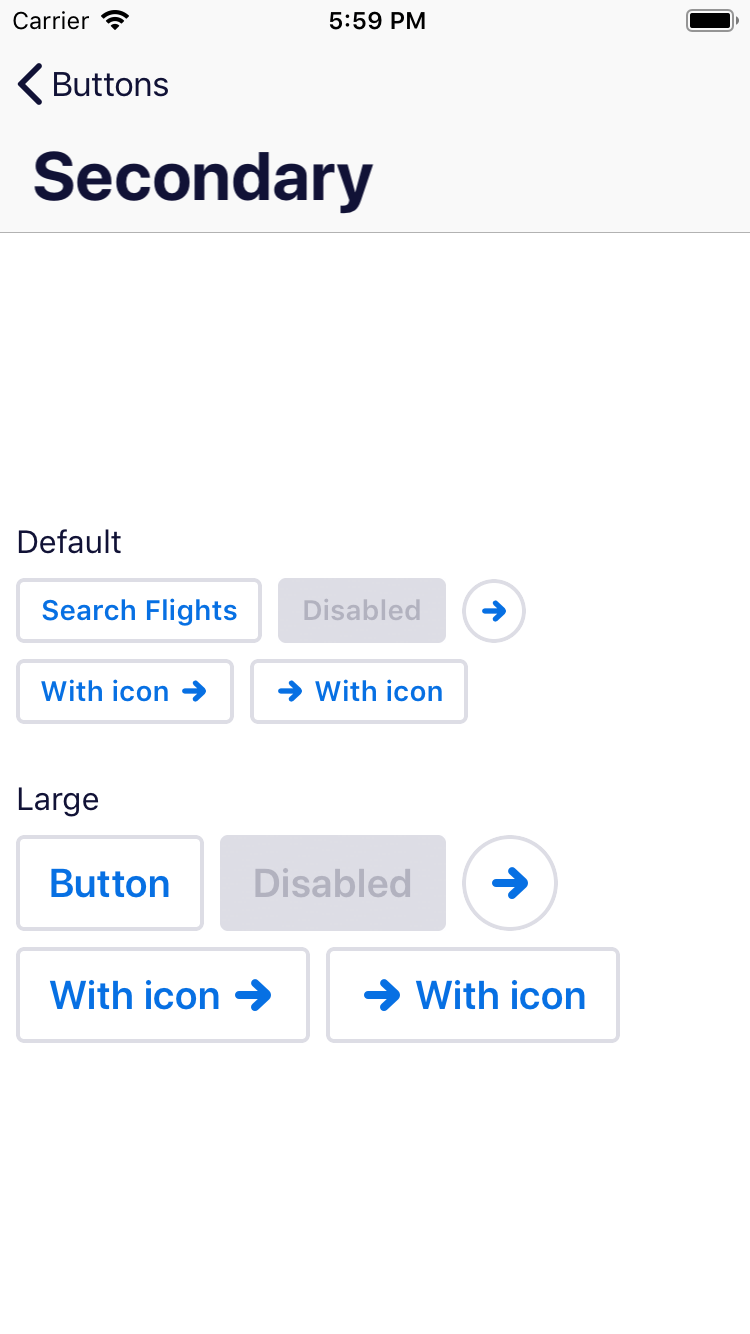 Carrier 5:59 PM
Buttons
Secondary
Default
Search Flights Disabled
With icon With icon
Large
Button Disabled
With icon With icon